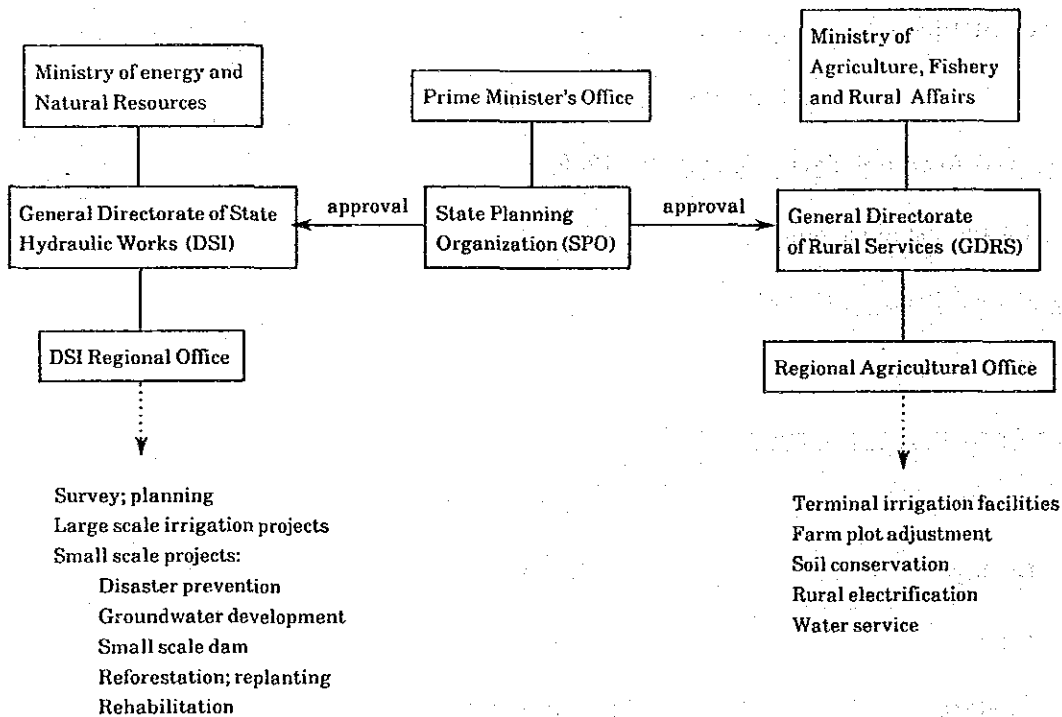 Ministry of energy and
Natural Resources
Prime Minister's Office
Ministry of
Agriculture, Fishery
and Rural Affairs
General Directorate of State
Hydraulic Works (DSI)
approval
State Planning
Organization (SPO)
approval
General Directorate
of Rural Services (GDRS)
DSI Regional Office
Regional Agricultural Office
Survey; planning
Large scale irrigation projects
Small scale projects:
Disaster prevention
Groundwater development
Small scale dam
Reforestation; replanting
Rehabilitation
Terminal irrigation facilities
Farm plot adjustment
Soil conservation
Rural electrification
Water service